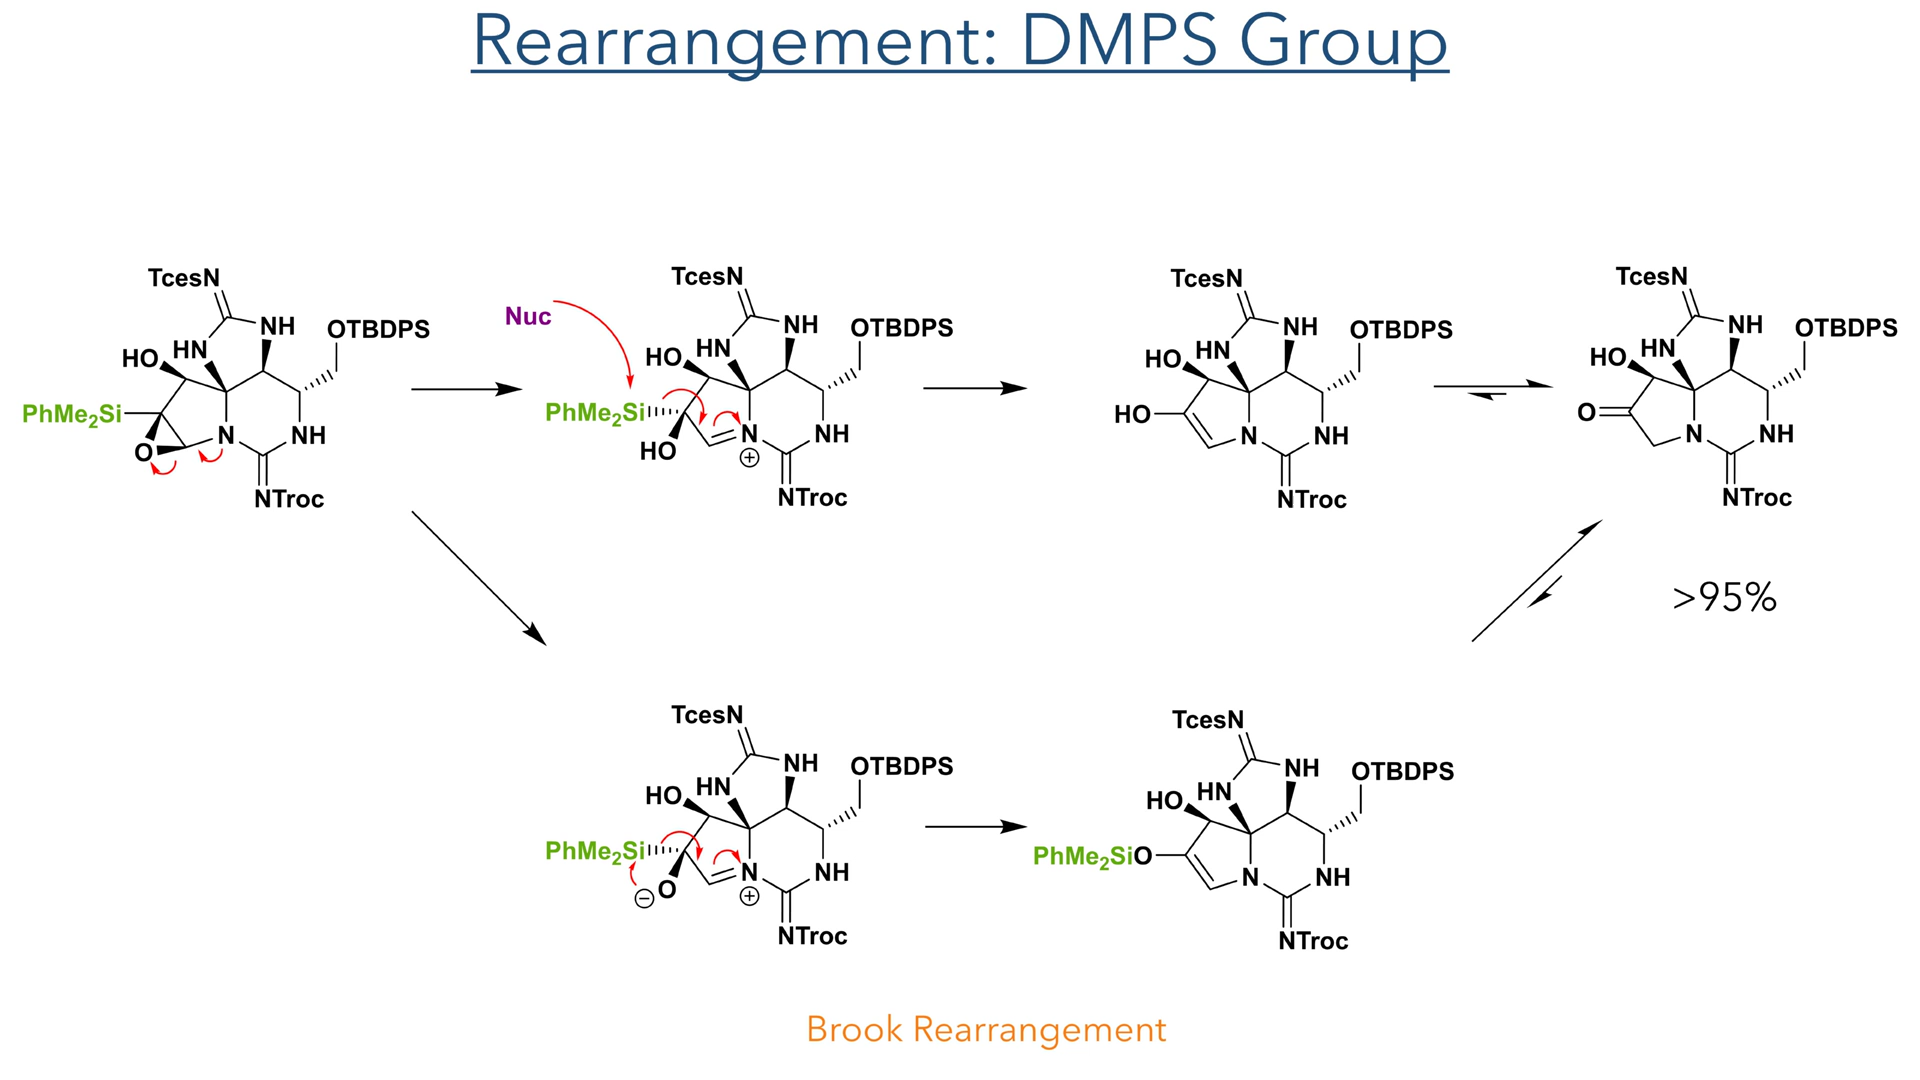 Rearrangement: DMPS Group
TcesN
NH
OTBDPS
HN
HO
PhMe₂Si
O
N
NH
NTroc
Nuc
TcesN
NH
OTBDPS
HN
HO
PhMe₂Si
HO
N
⊕
NH
NTroc
TcesN
NH
OTBDPS
HN
HO
HO
N
NH
NTroc
TcesN
NH
OTBDPS
HN
HO
O
N
NH
NTroc
>95%
TcesN
NH
OTBDPS
HN
HO
PhMe₂Si
⊖
O
N
⊕
NH
NTroc
TcesN
NH
OTBDPS
HN
HO
PhMe₂SiO
N
NH
NTroc
Brook Rearrangement